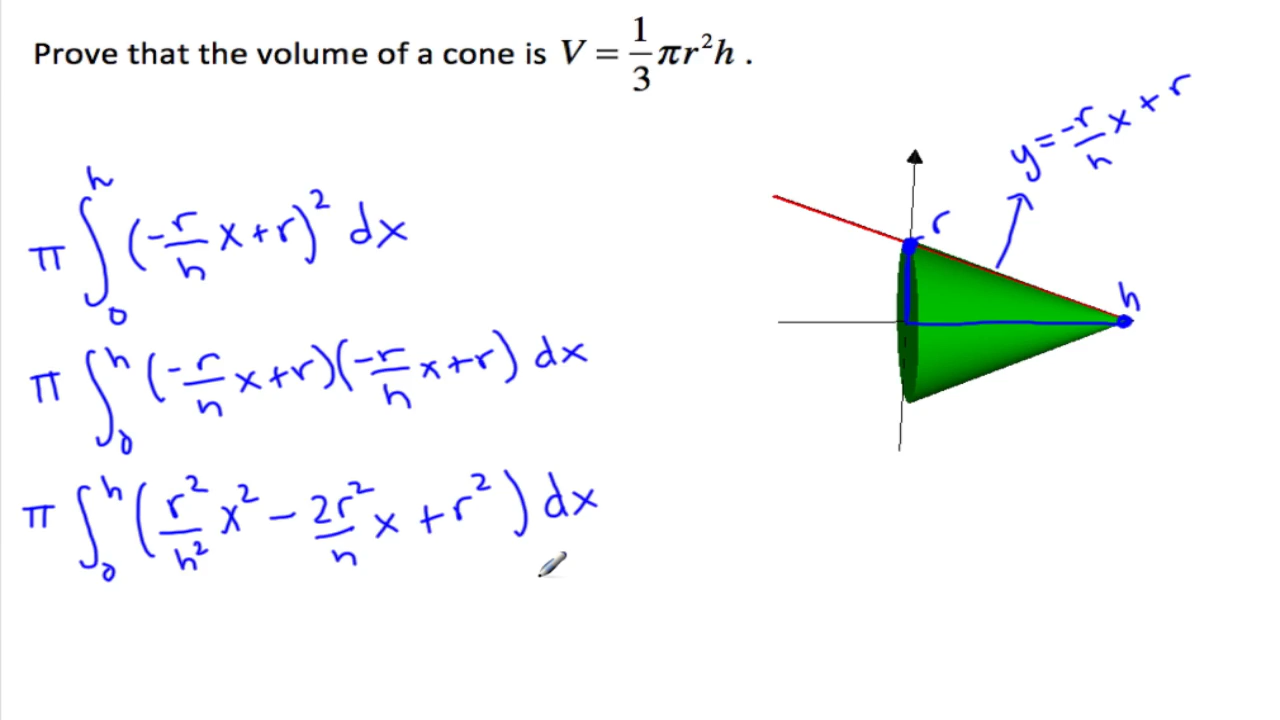 Prove that the volume of a cone is V = 1/3 πr²h .
y = -r/h x + r
r
h
π ∫₀ʰ (-r/h x + r)² dx
π ∫₀ʰ (-r/h x + r)(-r/h x + r) dx
π ∫₀ʰ (r²/h² x² - 2r²/h x + r²) dx